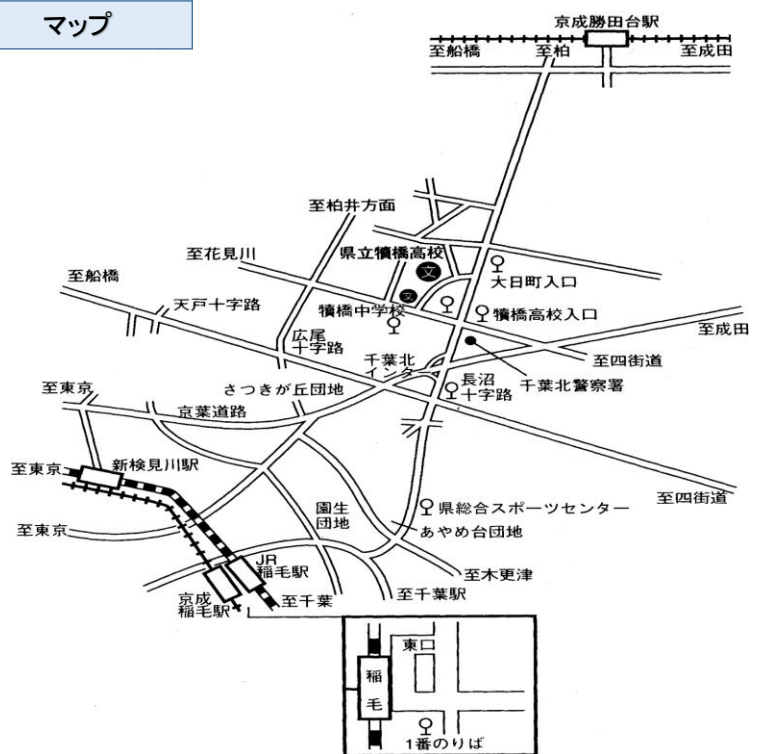 マップ
京成勝田台駅
至船橋
至柏
至成田
至柏井方面
至花見川
県立犢橋高校
文
大日町入口
至船橋
天戸十字路
文
犢橋中学校
犢橋高校入口
広尾
十字路
至成田
千葉北
インター
至四街道
千葉北警察署
至東京
さつきが丘団地
長沼
十字路
京葉道路
新検見川駅
至東京
至四街道
園生
団地
県総合スポーツセンター
至東京
あやめ台団地
JR
稲毛駅
至木更津
京成
稲毛駅
至千葉
至千葉駅
東口
稲毛
1番のりば